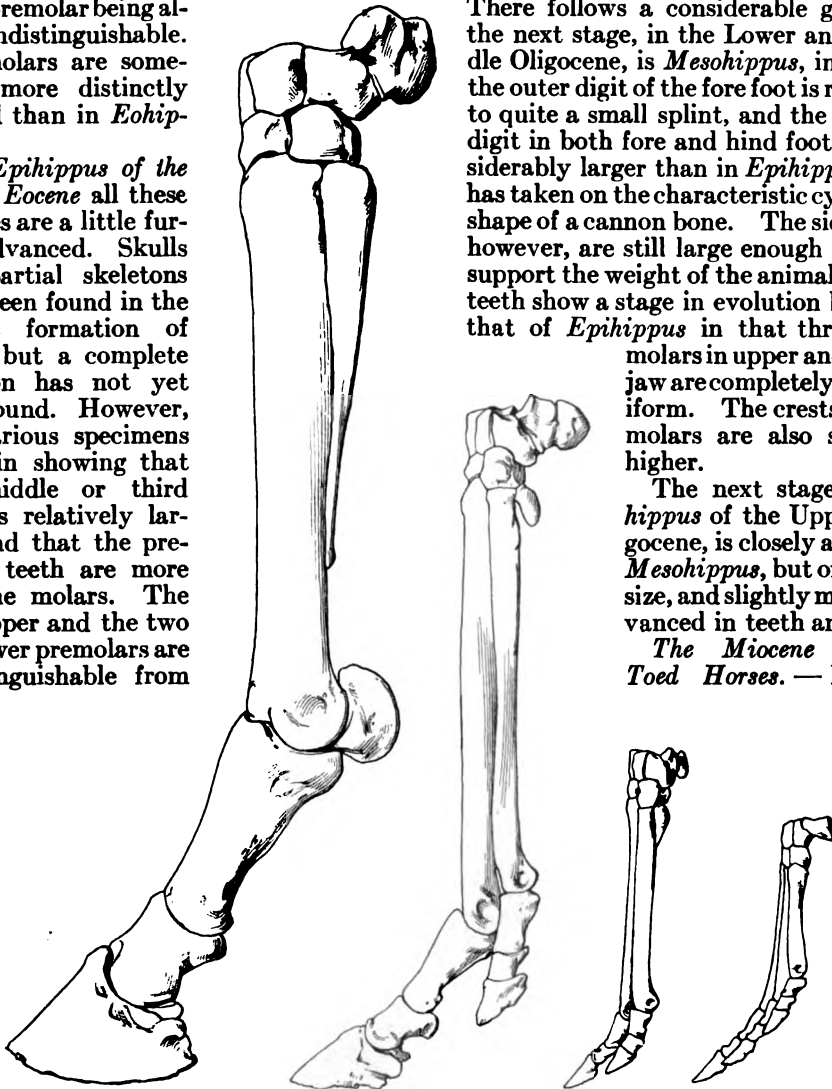 remolar being al-
ndistinguishable.
olars are some-
more distinctly
than in Eohip-
Epihippus of the
Eocene all these
es are a little fur-
dvanced. Skulls
artial skeletons
een found in the
formation of
but a complete
on has not yet
ound. However,
arious specimens
in showing that
iddle or third
s relatively lar-
nd that the pre-
teeth are more
he molars. The
pper and the two
wer premolars are
nguishable from
There follows a considerable g
the next stage, in the Lower an
dle Oligocene, is Mesohippus, in
the outer digit of the fore foot is r
to quite a small splint, and the
digit in both fore and hind foot
siderably larger than in Epihipp
has taken on the characteristic cy
shape of a cannon bone. The sid
however, are still large enough
support the weight of the animal
teeth show a stage in evolution b
that of Epihippus in that thr
molars in upper an
jaw are completely
iform. The crests
molars are also s
higher.
The next stage
hippus of the Upp
gocene, is closely a
Mesohippus, but of
size, and slightly m
vanced in teeth an
The Miocene
Toed Horses. —